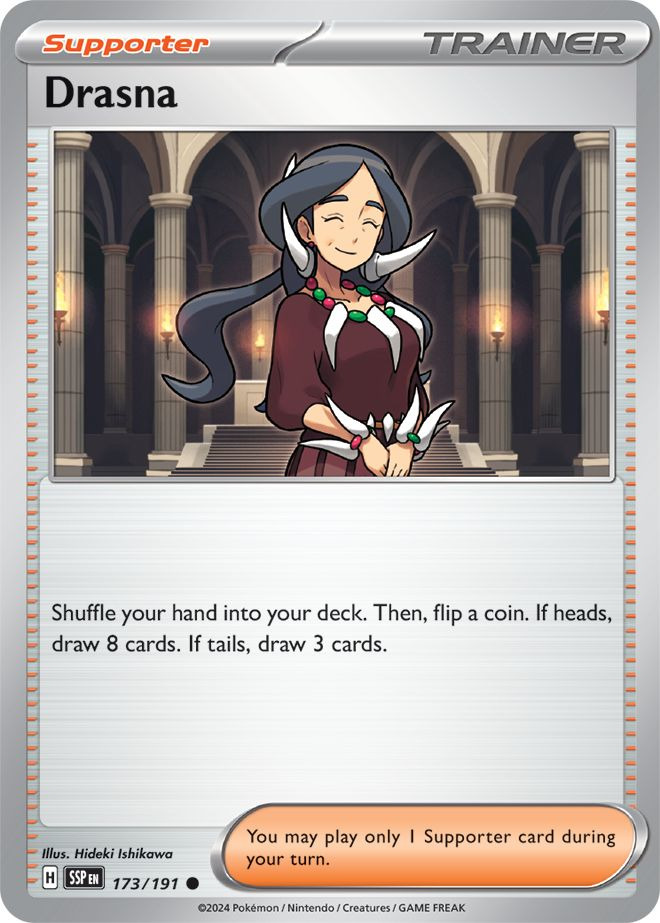 Supporter
TRAINER
Drasna
Shuffle your hand into your deck. Then, flip a coin. If heads,
draw 8 cards. If tails, draw 3 cards.
You may play only 1 Supporter card during
your turn.
Illus. Hideki Ishikawa
H SSP EN 173/191
©2024 Pokémon / Nintendo / Creatures / GAME FREAK